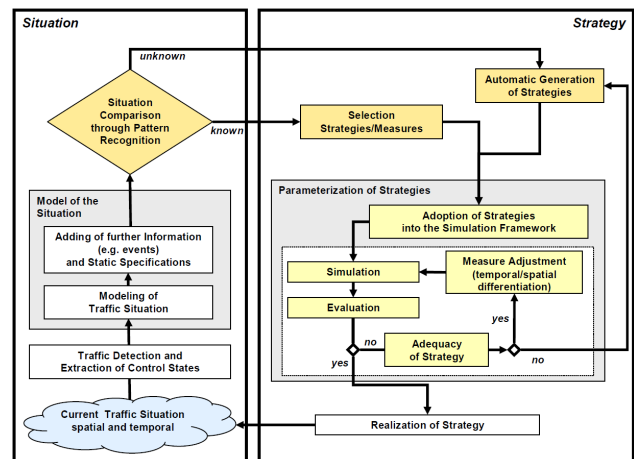 Situation
Strategy
unknown
Automatic Generation
of Strategies
Situation
Comparison
through Pattern
Recognition
known
Selection
Strategies/Measures
Parameterization of Strategies
Model of the
Situation
Adoption of Strategies
into the Simulation Framework
Adding of further Information
(e.g. events)
and Static Specifications
Simulation
Measure Adjustment
(temporal/spatial
differentiation)
Modeling of
Traffic Situation
Evaluation
yes
no
Adequacy
of Strategy
no
yes
Traffic Detection and
Extraction of Control States
Current Traffic Situation
spatial and temporal
Realization of Strategy